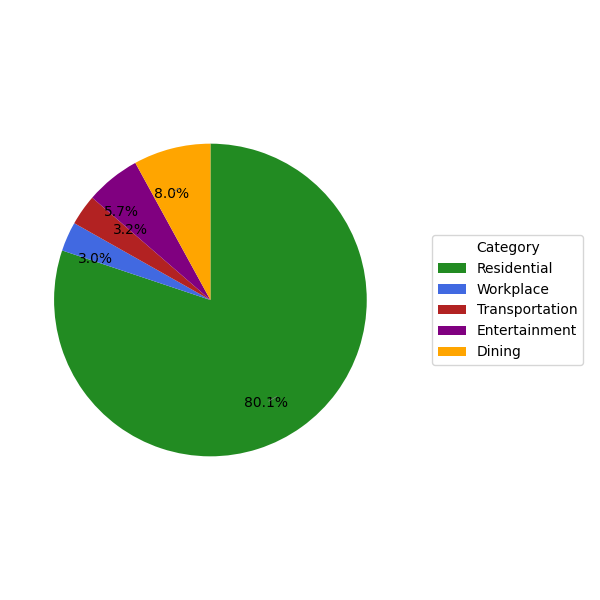 8.0%
5.7%
3.2%
3.0%
80.1%
Category
Residential
Workplace
Transportation
Entertainment
Dining